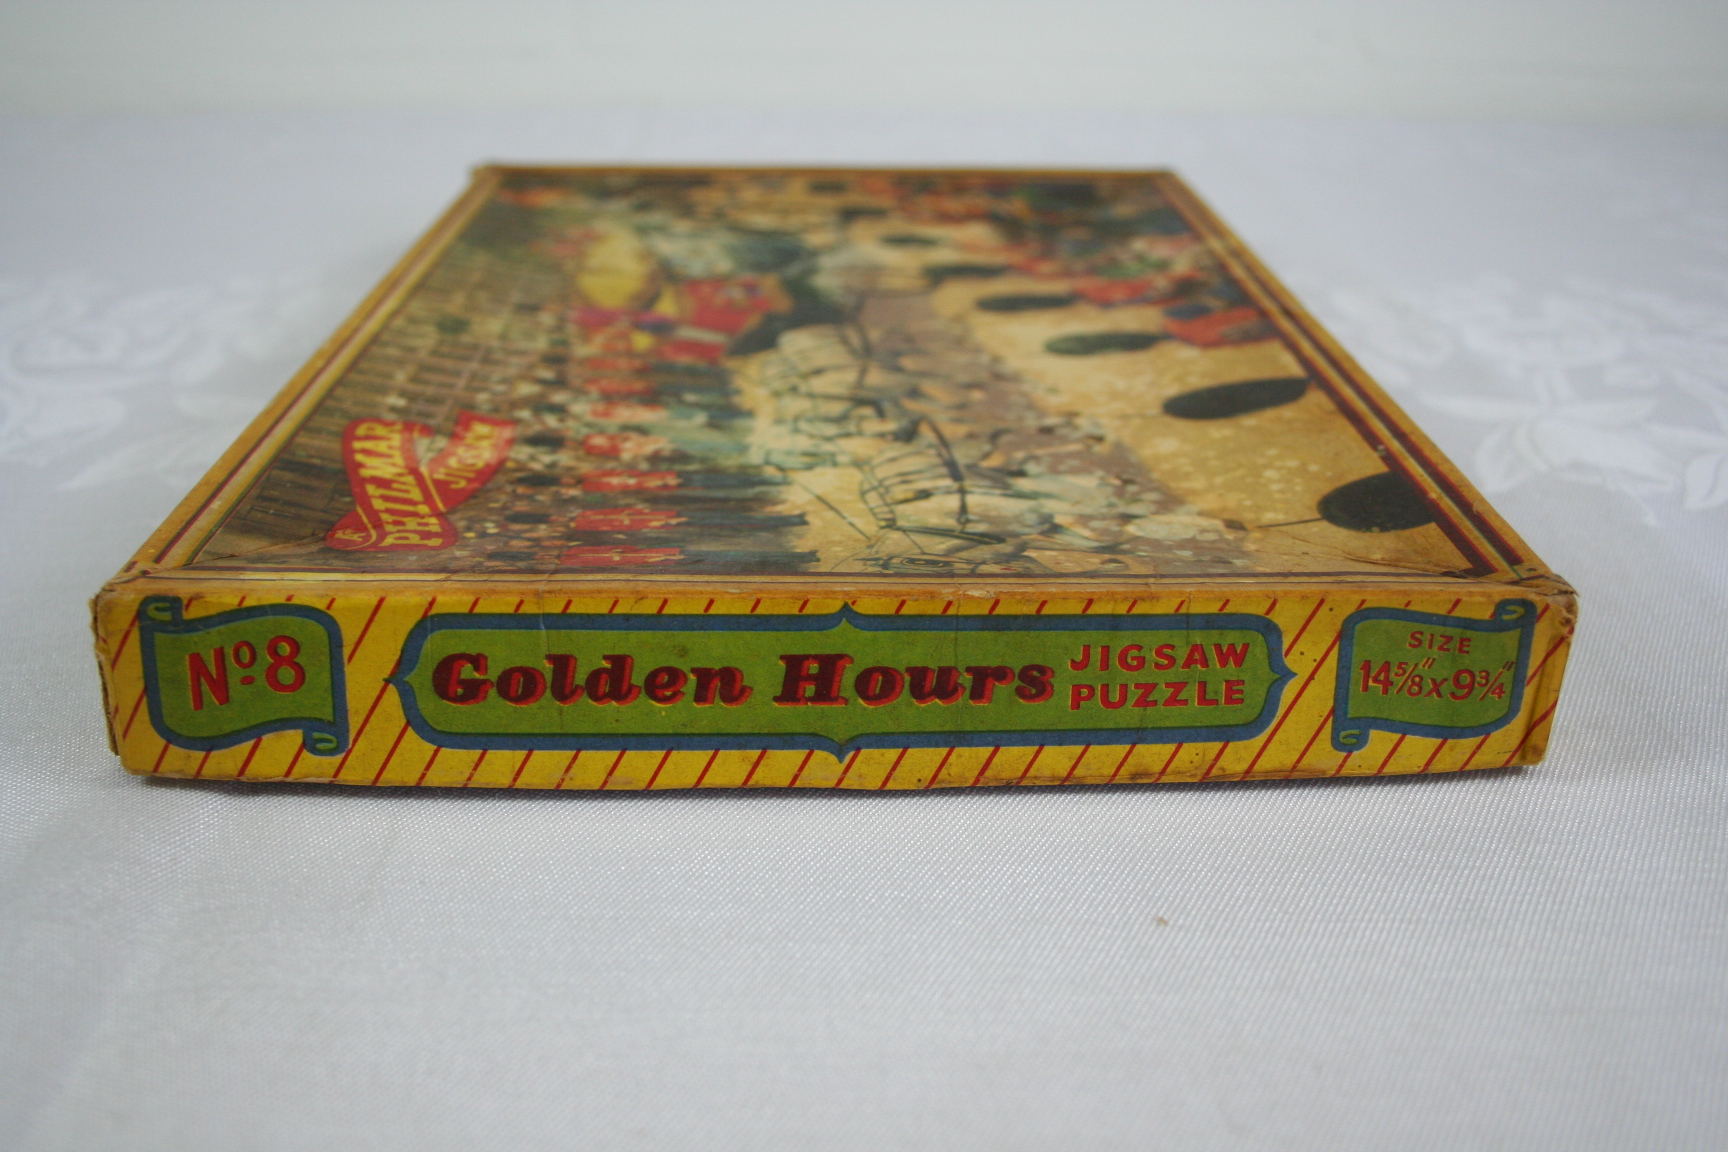 A
PHILMAR
JIGSAW
Nº 8
Golden Hours
JIGSAW
PUZZLE
SIZE
14⅝" x 9¾"